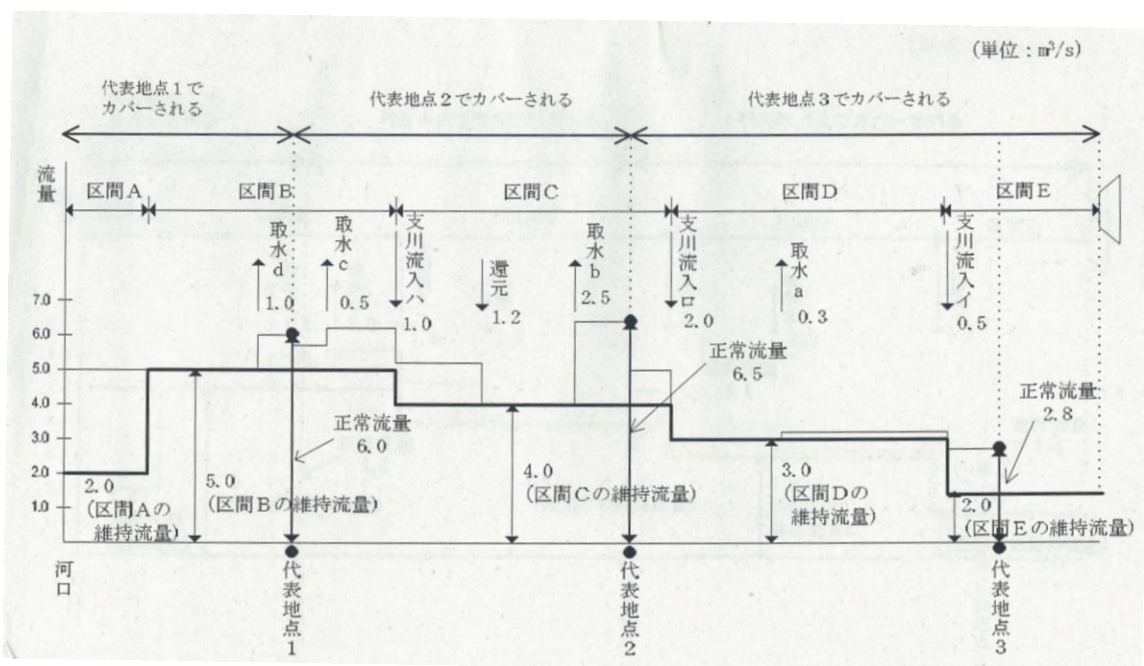 (単位:㎥/s)
代表地点1で
カバーされる
代表地点2でカバーされる
代表地点3でカバーされる
流量
区間A
区間B
区間C
区間D
区間E
取水d
1.0
取水c
0.5
支川流入ハ
1.0
還元
1.2
取水b
2.5
支川流入ロ
2.0
取水a
0.3
支川流入イ
0.5
7.0
6.0
5.0
4.0
3.0
2.0
1.0
正常流量
6.0
正常流量
6.5
正常流量
2.8
2.0
(区間Aの
維持流量)
5.0
(区間Bの維持流量)
4.0
(区間Cの維持流量)
3.0
(区間Dの
維持流量)
2.0
(区間Eの維持流量)
河口
代表地点1
代表地点2
代表地点3